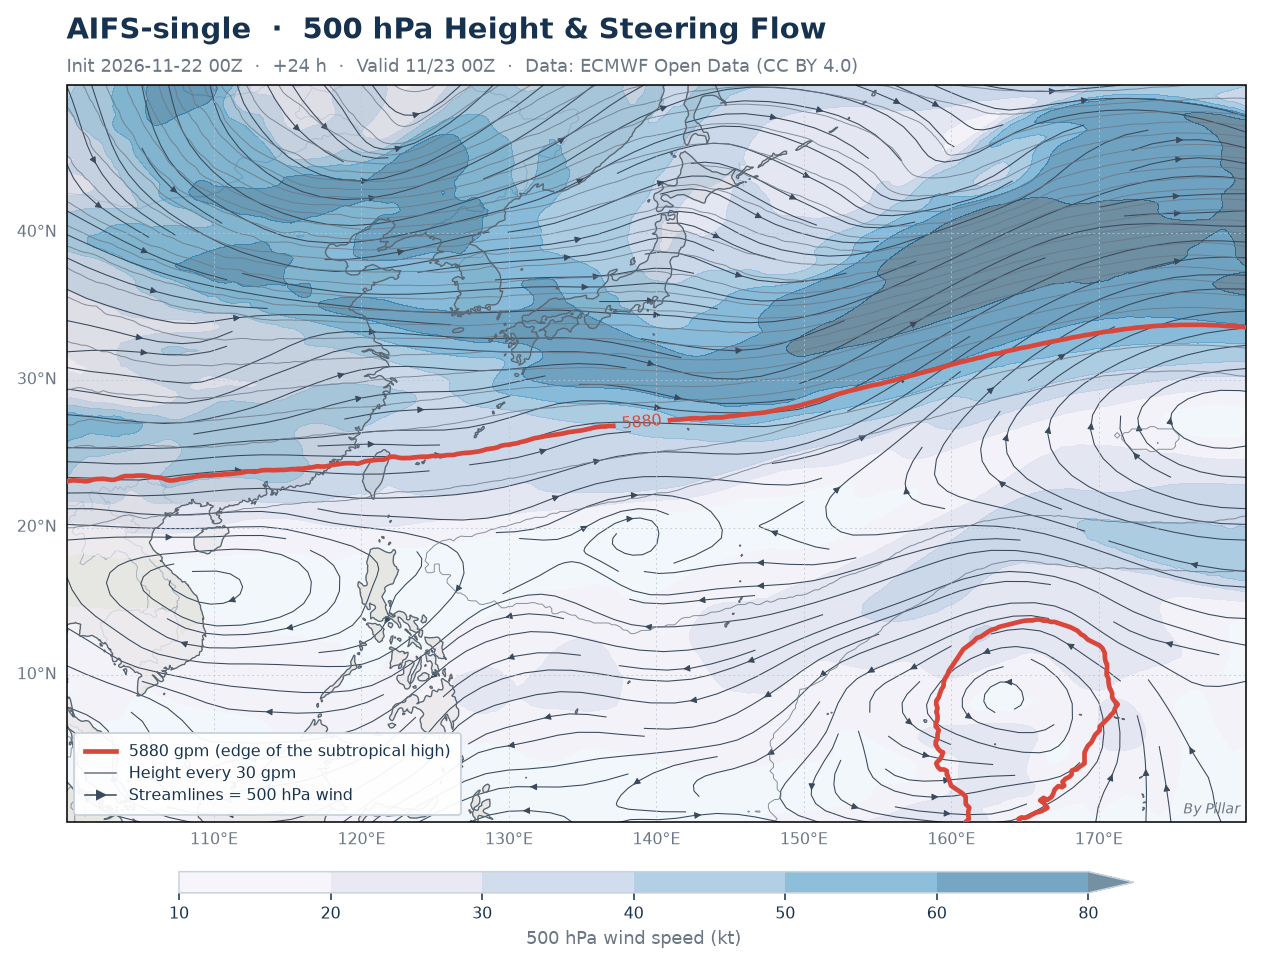 AIFS-single · 500 hPa Height & Steering Flow
Init 2026-11-22 00Z · +24 h · Valid 11/23 00Z · Data: ECMWF Open Data (CC BY 4.0)
40°N
30°N
20°N
10°N
5880
5880 gpm (edge of the subtropical high)
Height every 30 gpm
Streamlines = 500 hPa wind
By Pillar
110°E 120°E 130°E 140°E 150°E 160°E 170°E
10 20 30 40 50 60 80
500 hPa wind speed (kt)